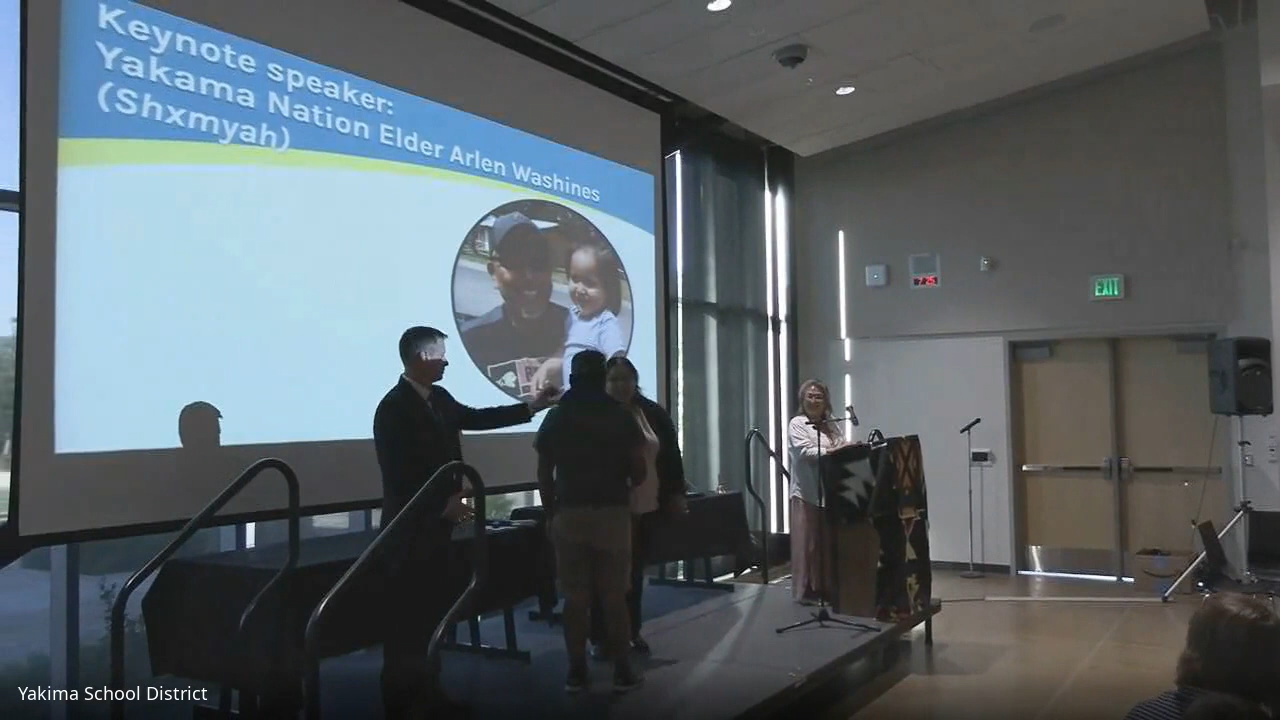 Keynote speaker:
Yakama Nation Elder Arlen Washines
(Shxmyah)
EXIT
Yakima School District